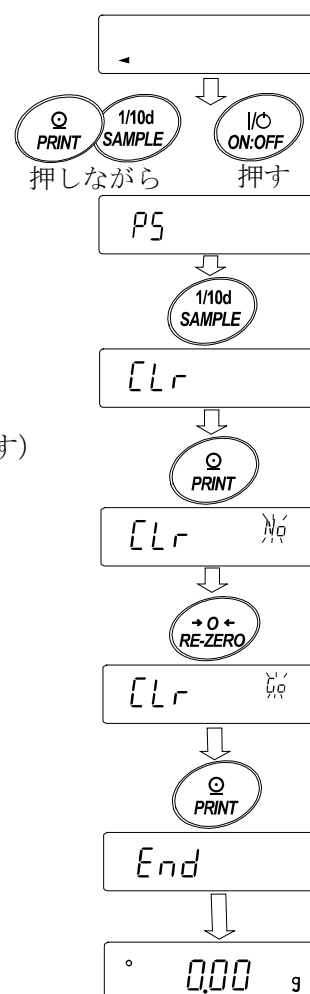 PRINT
1/10d
SAMPLE
ON:OFF
押しながら
押す
PS
1/10d
SAMPLE
CLr
す)
PRINT
CLr No
→0←
RE-ZERO
CLr Go
PRINT
End
0.00 g